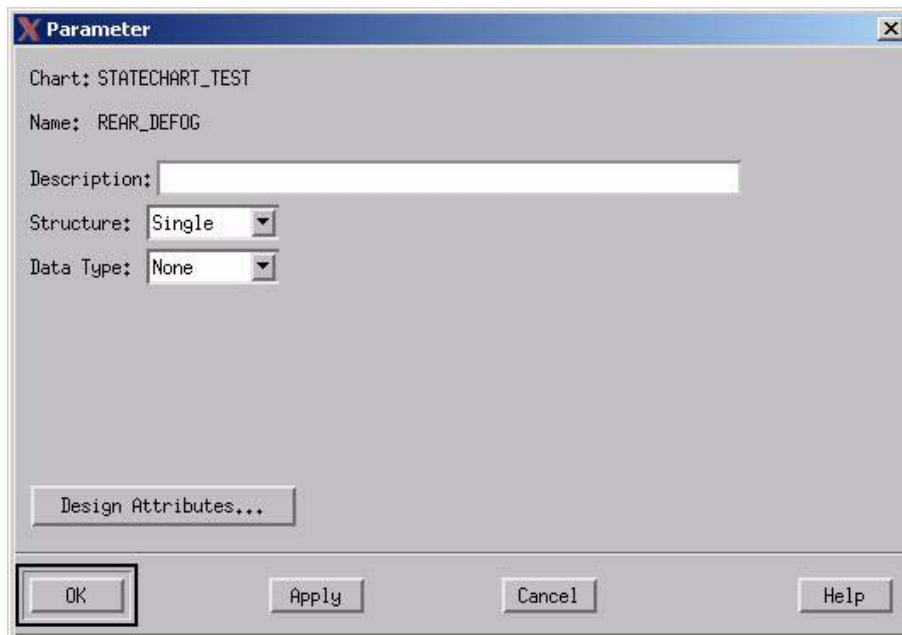 Parameter
Chart: STATECHART_TEST
Name: REAR_DEFOG
Description:
Structure: Single
Data Type: None
Design Attributes...
OK Apply Cancel Help